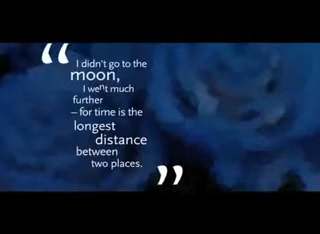 “ I didn't go to the
moon,
I went much
further
– for time is the
longest
distance
between
two places. ”